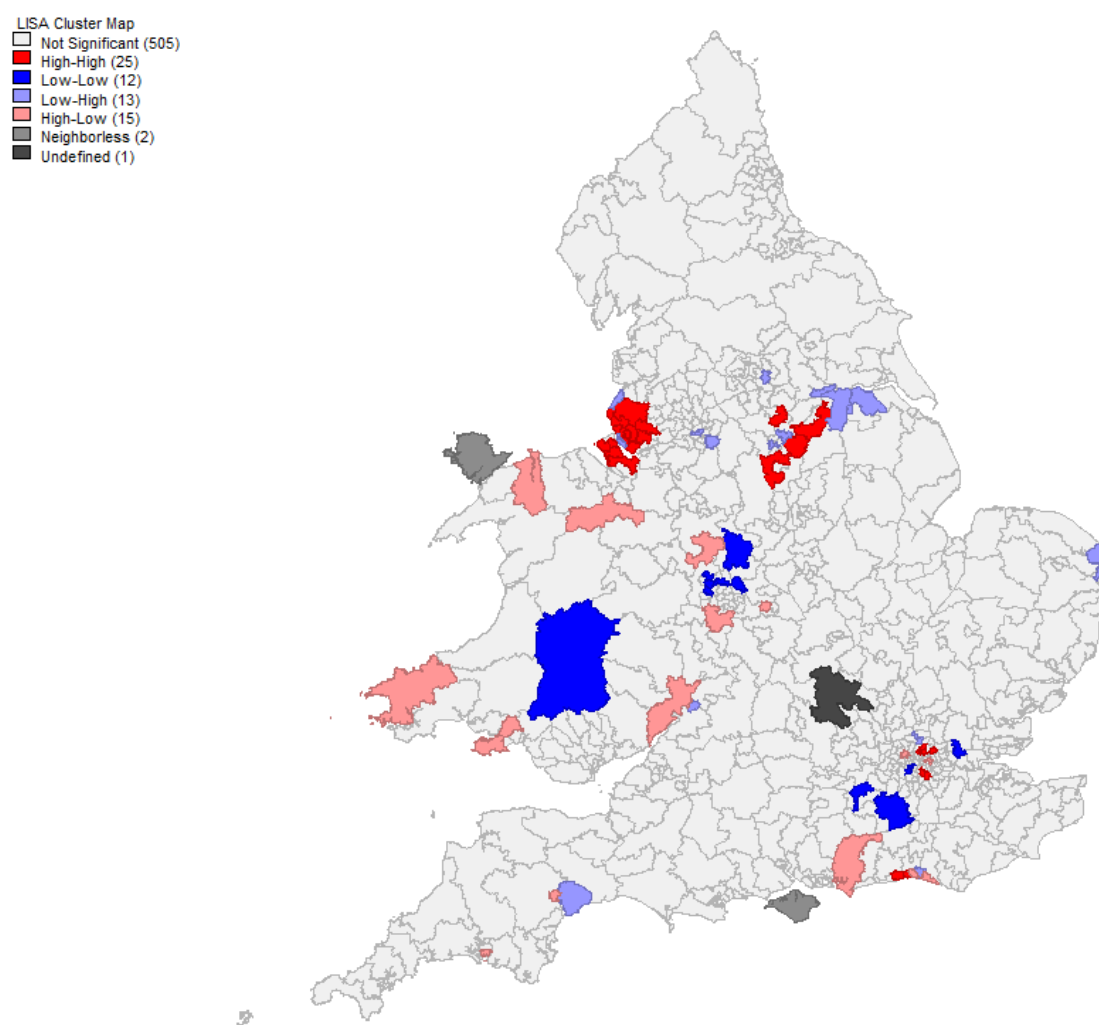 LISA Cluster Map
Not Significant (505)
High-High (25)
Low-Low (12)
Low-High (13)
High-Low (15)
Neighborless (2)
Undefined (1)